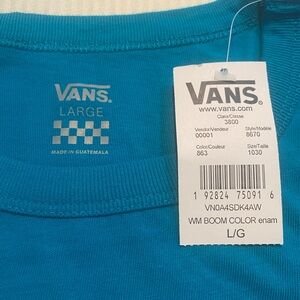 VANS
LARGE
MADE IN GUATEMALA
VANS
www.vans.com
Class/Classe
3600
Vendor/Vendeur
00001
Style/Modèle
8670
Color/Couleur
863
Size/Taille
1030
1 92824 75091 6
VN0A4SDK4AW
WM BOOM COLOR enam
L/G